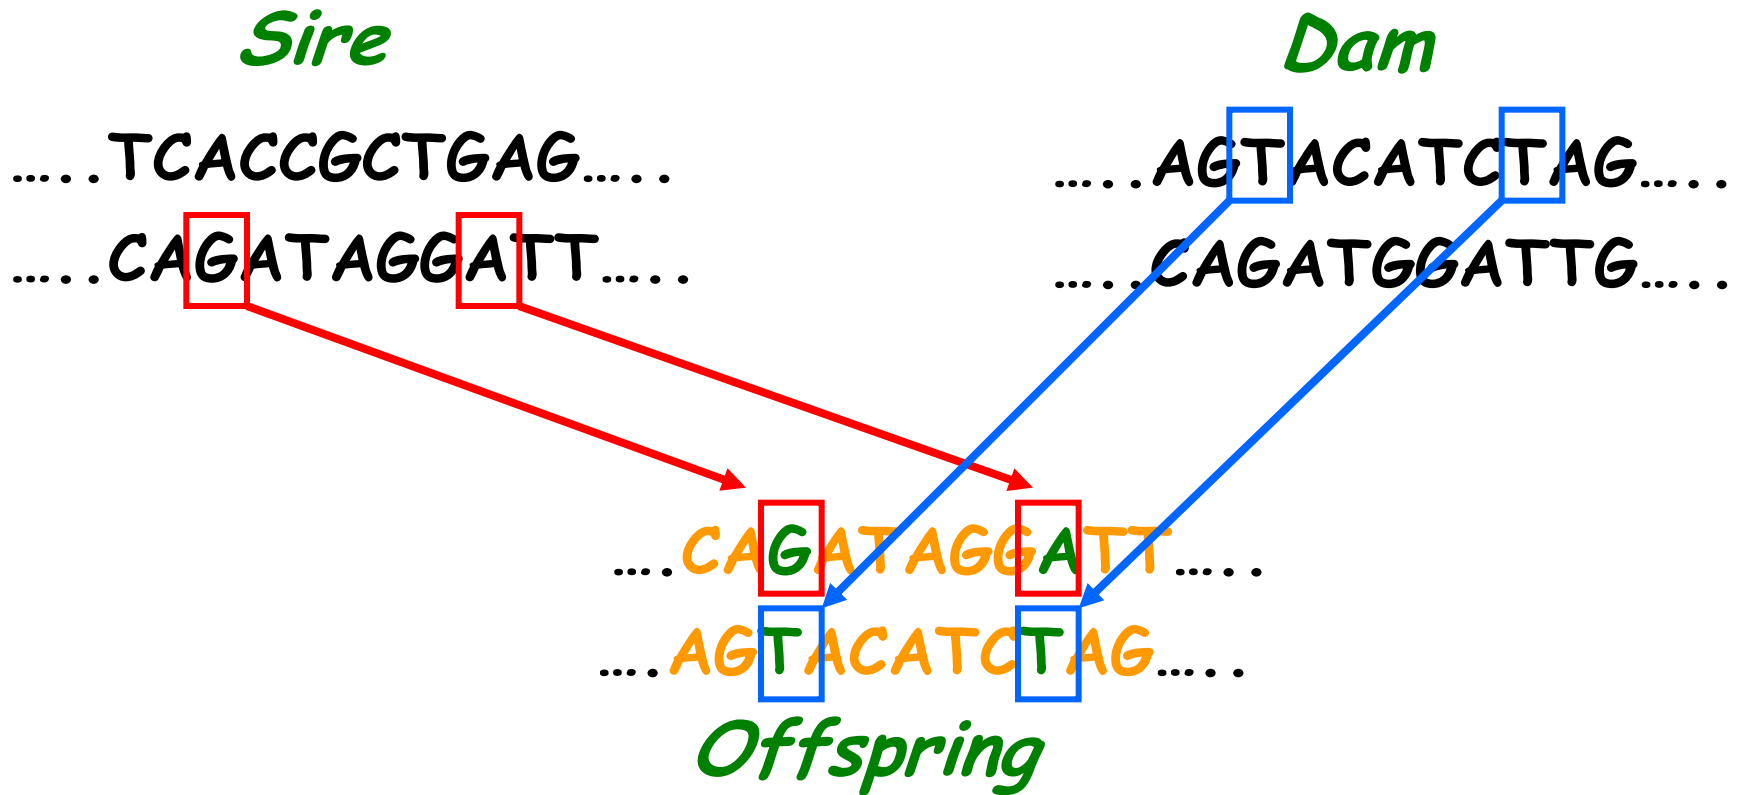 Sire
Dam
.....TCACCGCTGAG.....
.....CAGATAGGATT.....
.....AGTACATCTAG.....
.....CAGATGGATTG.....
....CAGATAGGATT.....
....AGTACATCTAG.....
Offspring